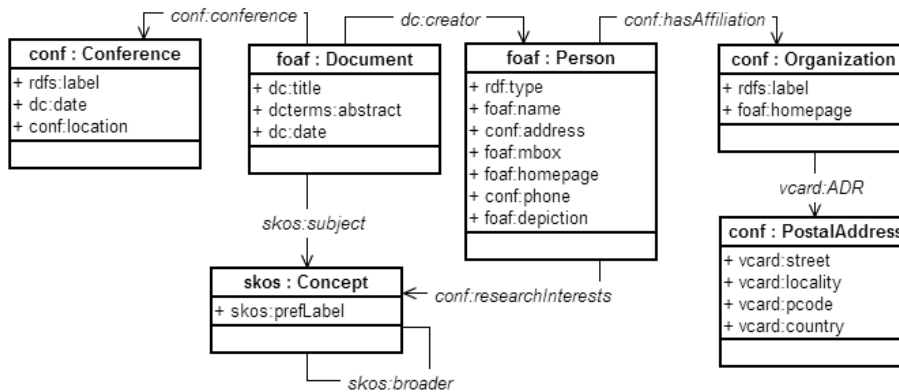 conf:conference
dc:creator
conf:hasAffiliation
conf : Conference
+ rdfs:label
+ dc:date
+ conf:location
foaf : Document
+ dc:title
+ dcterms:abstract
+ dc:date
foaf : Person
+ rdf:type
+ foaf:name
+ conf:address
+ foaf:mbox
+ foaf:homepage
+ conf:phone
+ foaf:depiction
conf : Organization
+ rdfs:label
+ foaf:homepage
vcard:ADR
skos:subject
conf : PostalAddress
+ vcard:street
+ vcard:locality
+ vcard:pcode
+ vcard:country
skos : Concept
+ skos:prefLabel
conf:researchInterests
skos:broader